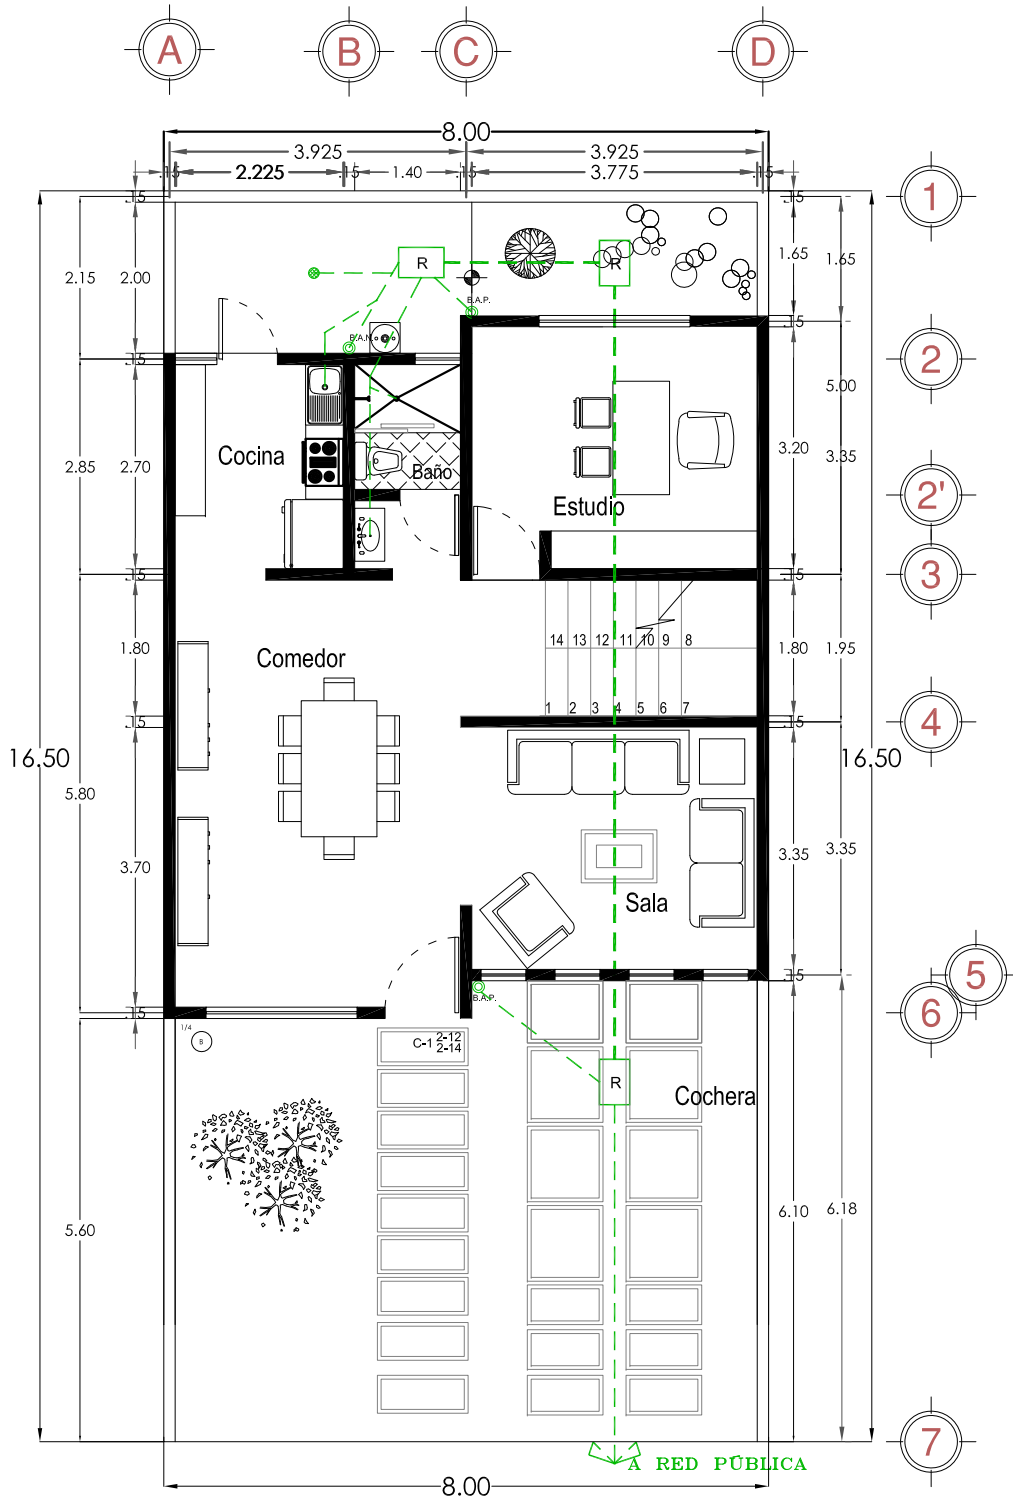 A B C D
8.00
3.925 3.925
.15 2.225 .15 1.40 .15 3.775 .15
1
.15 .15
2.15 2.00 R R 1.65 1.65
B.A.P.
B.A.N.
2
.15
5.00
Cocina Baño 3.20 3.35
2.85 2.70
2'
Estudio
3
.15 .15
14 13 12 11 10 9 8
1.80 Comedor 1.80 1.95
1 2 3 4 5 6 7
.15 .15
4
16.50 16.50
5.80
3.70 3.35 3.35
Sala
.15 5
B.A.P.
.15 6
1/4
B
C-1 2-12
2-14
R
Cochera
5.60 6.10 6.18
7
A RED PÚBLICA
8.00